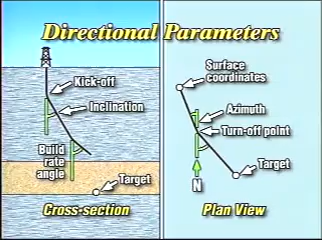 Directional Parameters
Kick-off
Inclination
Build
rate
angle
Target
Cross-section
Surface
coordinates
Azimuth
Turn-off point
Target
N
Plan View